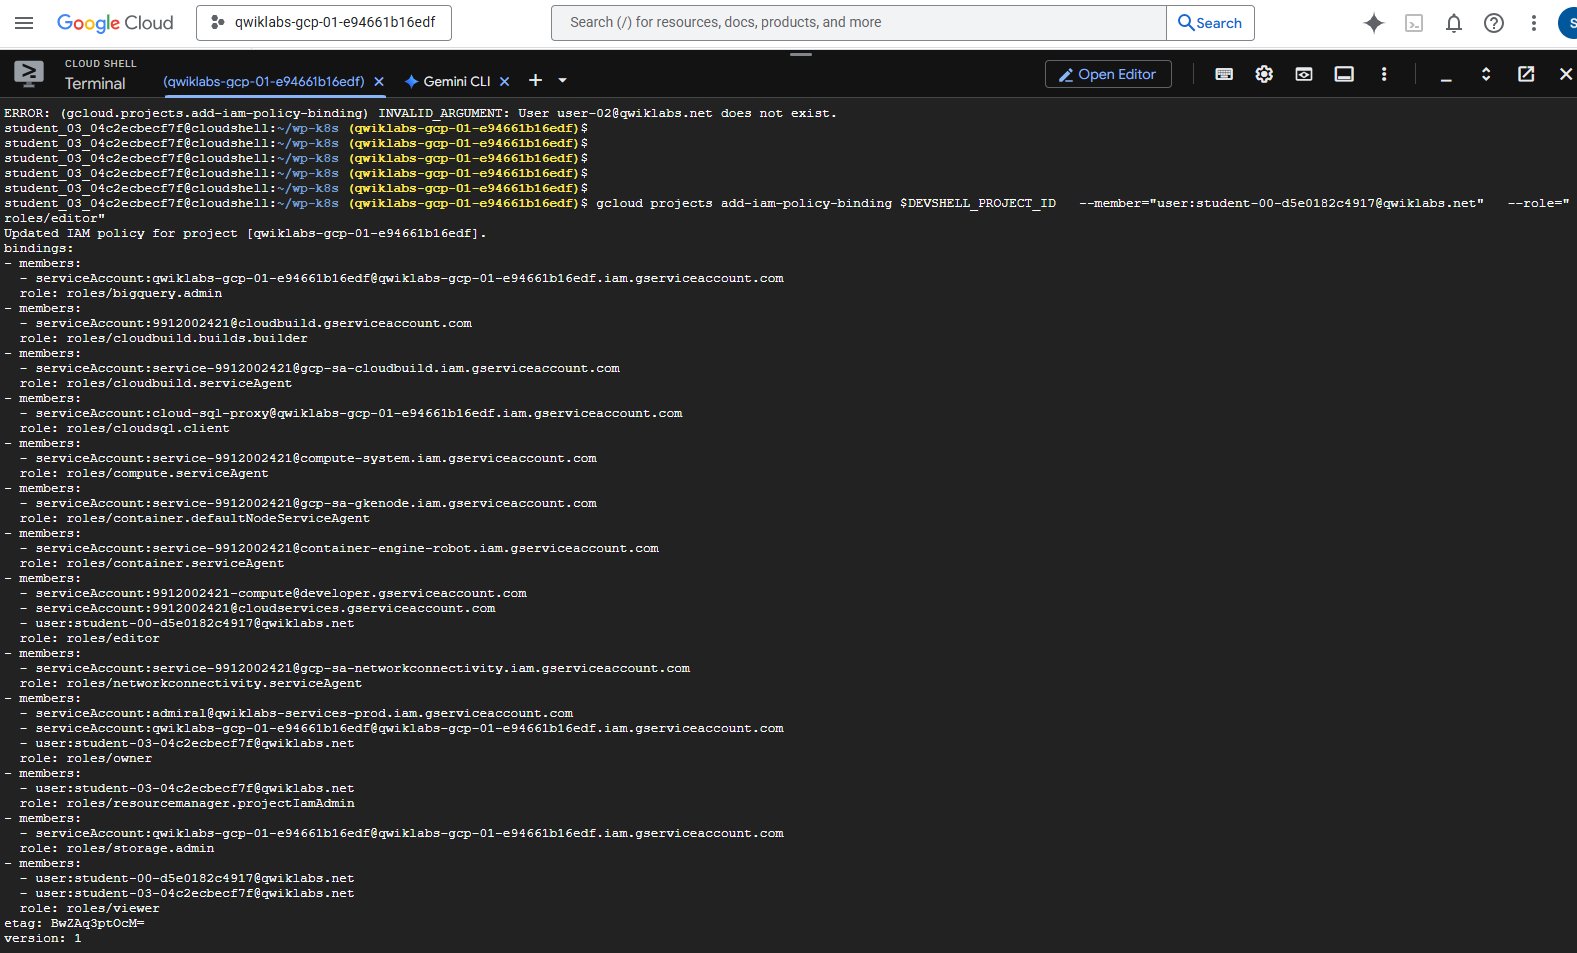 Google Cloud
qwiklabs-gcp-01-e94661b16edf
Search (/) for resources, docs, products, and more
Search
S
CLOUD SHELL
Terminal
(qwiklabs-gcp-01-e94661b16edf)
Gemini CLI
Open Editor
ERROR: (gcloud.projects.add-iam-policy-binding) INVALID_ARGUMENT: User user-02@qwiklabs.net does not exist.
student_03_04c2ecbecf7f@cloudshell:~/wp-k8s (qwiklabs-gcp-01-e94661b16edf)$
student_03_04c2ecbecf7f@cloudshell:~/wp-k8s (qwiklabs-gcp-01-e94661b16edf)$
student_03_04c2ecbecf7f@cloudshell:~/wp-k8s (qwiklabs-gcp-01-e94661b16edf)$
student_03_04c2ecbecf7f@cloudshell:~/wp-k8s (qwiklabs-gcp-01-e94661b16edf)$
student_03_04c2ecbecf7f@cloudshell:~/wp-k8s (qwiklabs-gcp-01-e94661b16edf)$
student_03_04c2ecbecf7f@cloudshell:~/wp-k8s (qwiklabs-gcp-01-e94661b16edf)$ gcloud projects add-iam-policy-binding $DEVSHELL_PROJECT_ID   --member="user:student-00-d5e0182c4917@qwiklabs.net"   --role="
roles/editor"
Updated IAM policy for project [qwiklabs-gcp-01-e94661b16edf].
bindings:
- members:
  - serviceAccount:qwiklabs-gcp-01-e94661b16edf@qwiklabs-gcp-01-e94661b16edf.iam.gserviceaccount.com
  role: roles/bigquery.admin
- members:
  - serviceAccount:9912002421@cloudbuild.gserviceaccount.com
  role: roles/cloudbuild.builds.builder
- members:
  - serviceAccount:service-9912002421@gcp-sa-cloudbuild.iam.gserviceaccount.com
  role: roles/cloudbuild.serviceAgent
- members:
  - serviceAccount:cloud-sql-proxy@qwiklabs-gcp-01-e94661b16edf.iam.gserviceaccount.com
  role: roles/cloudsql.client
- members:
  - serviceAccount:service-9912002421@compute-system.iam.gserviceaccount.com
  role: roles/compute.serviceAgent
- members:
  - serviceAccount:service-9912002421@gcp-sa-gkenode.iam.gserviceaccount.com
  role: roles/container.defaultNodeServiceAgent
- members:
  - serviceAccount:service-9912002421@container-engine-robot.iam.gserviceaccount.com
  role: roles/container.serviceAgent
- members:
  - serviceAccount:9912002421-compute@developer.gserviceaccount.com
  - serviceAccount:9912002421@cloudservices.gserviceaccount.com
  - user:student-00-d5e0182c4917@qwiklabs.net
  role: roles/editor
- members:
  - serviceAccount:service-9912002421@gcp-sa-networkconnectivity.iam.gserviceaccount.com
  role: roles/networkconnectivity.serviceAgent
- members:
  - serviceAccount:admiral@qwiklabs-services-prod.iam.gserviceaccount.com
  - serviceAccount:qwiklabs-gcp-01-e94661b16edf@qwiklabs-gcp-01-e94661b16edf.iam.gserviceaccount.com
  - user:student-03-04c2ecbecf7f@qwiklabs.net
  role: roles/owner
- members:
  - user:student-03-04c2ecbecf7f@qwiklabs.net
  role: roles/resourcemanager.projectIamAdmin
- members:
  - serviceAccount:qwiklabs-gcp-01-e94661b16edf@qwiklabs-gcp-01-e94661b16edf.iam.gserviceaccount.com
  role: roles/storage.admin
- members:
  - user:student-00-d5e0182c4917@qwiklabs.net
  - user:student-03-04c2ecbecf7f@qwiklabs.net
  role: roles/viewer
etag: BwZAq3ptOcM=
version: 1